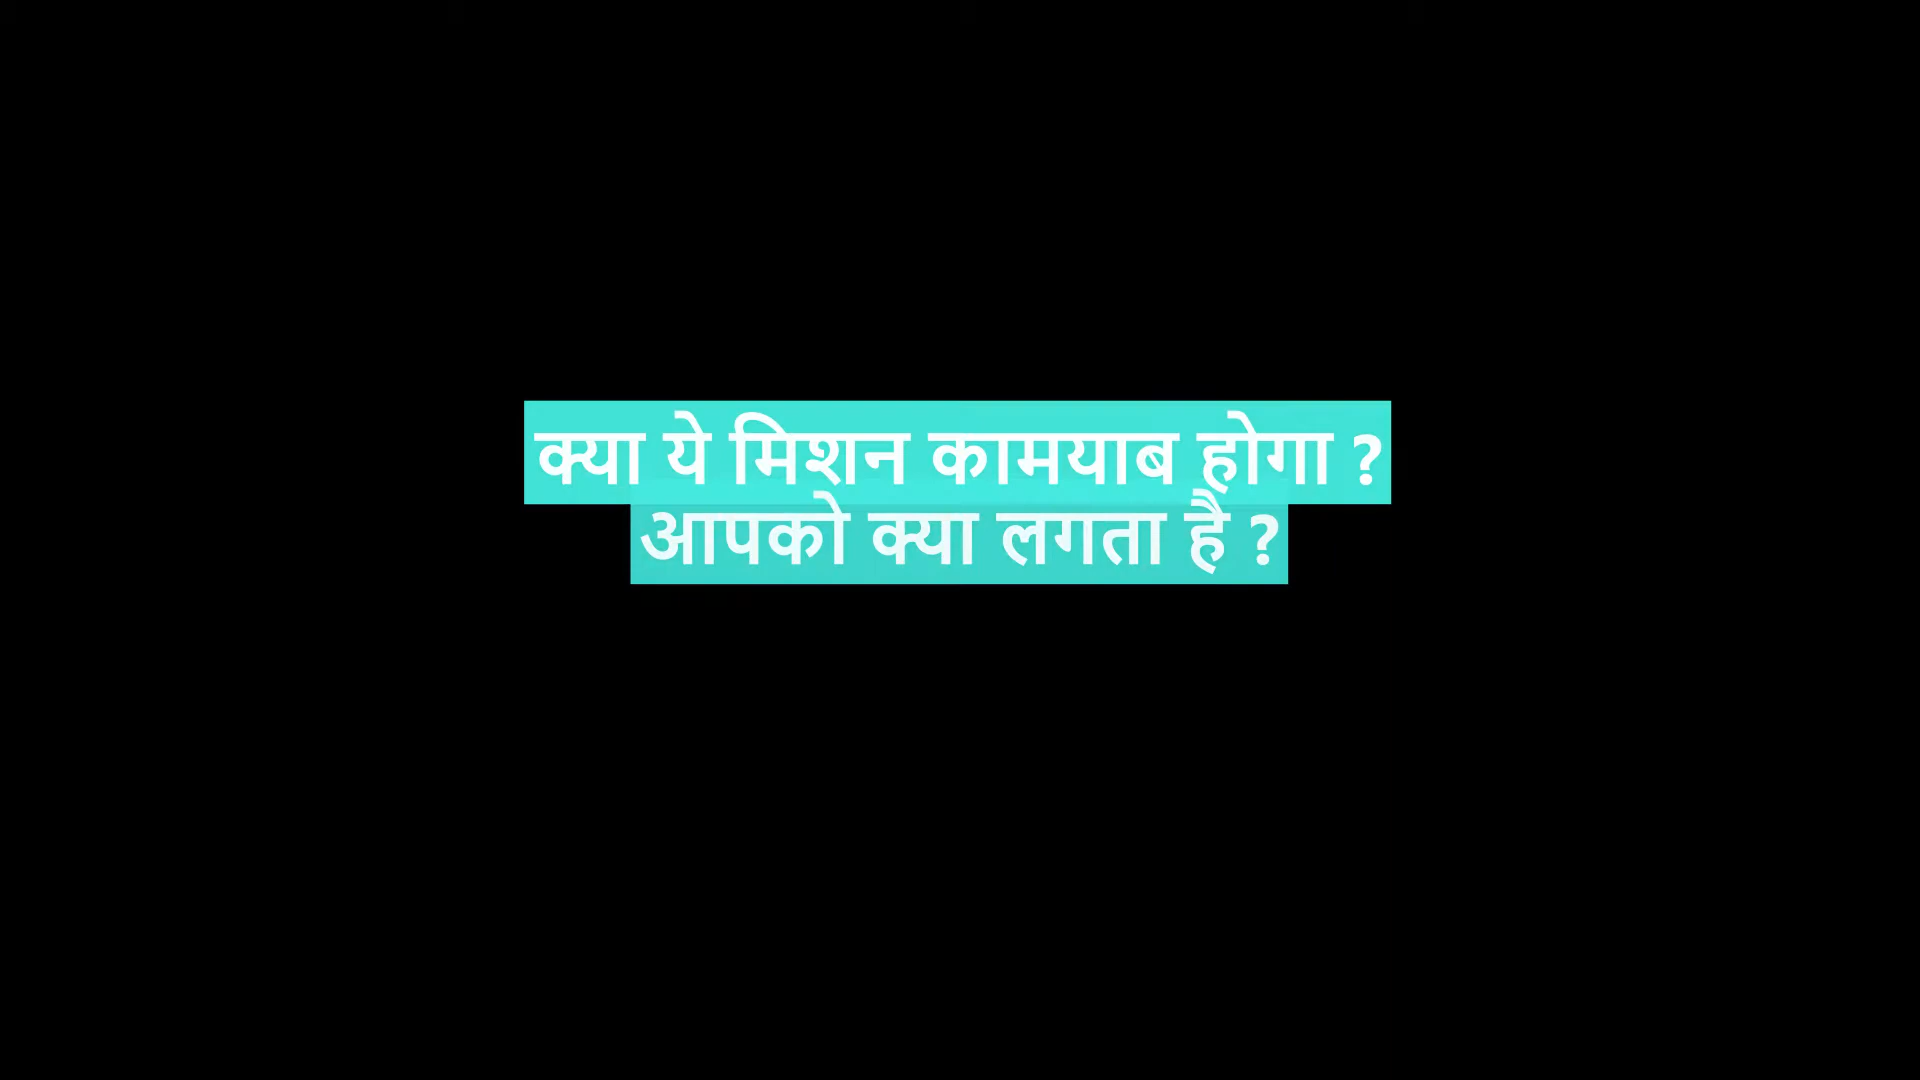 क्या ये मिशन कामयाब होगा ?
आपको क्या लगता है ?